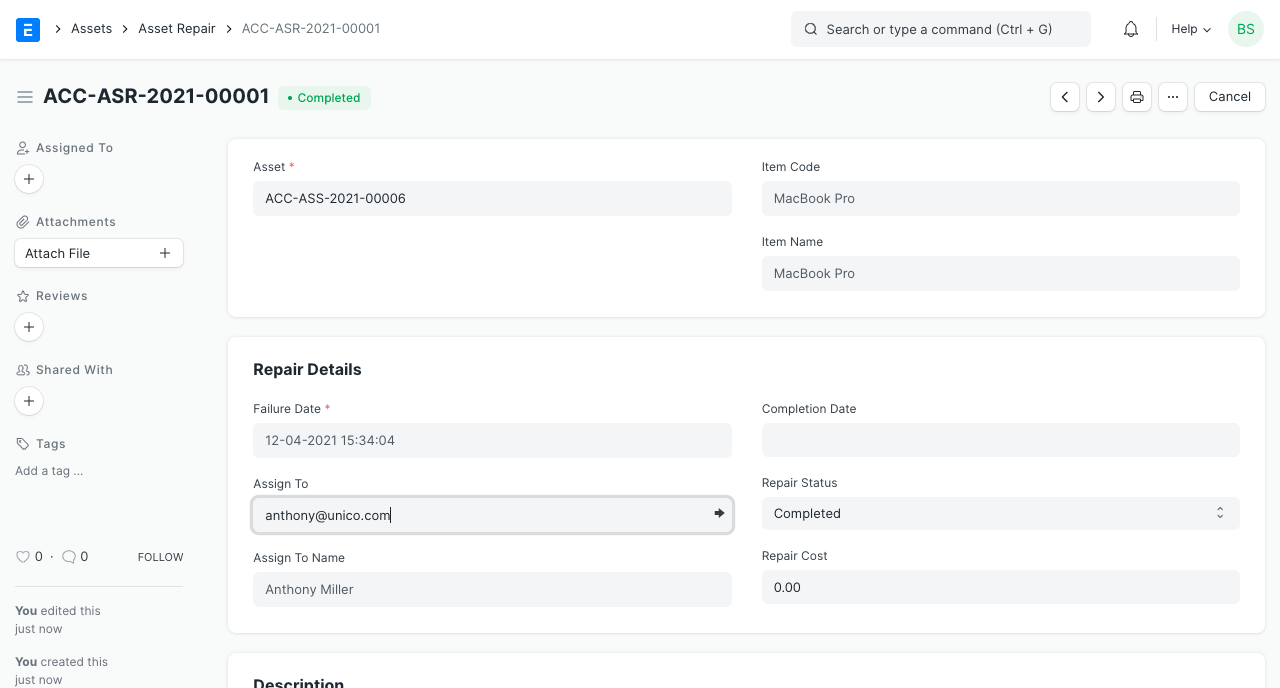 E Assets Asset Repair ACC-ASR-2021-00001 Search or type a command (Ctrl + G) Help BS
ACC-ASR-2021-00001 • Completed ··· Cancel
Assigned To
+
Attachments
Attach File +
Reviews
+
Shared With
+
Tags
Add a tag ...
0 · 0 FOLLOW
You edited this
just now
You created this
just now
Asset *
ACC-ASS-2021-00006
Item Code
MacBook Pro
Item Name
MacBook Pro
Repair Details
Failure Date *
12-04-2021 15:34:04
Assign To
anthony@unico.com
Assign To Name
Anthony Miller
Completion Date
Repair Status
Completed
Repair Cost
0.00
Description